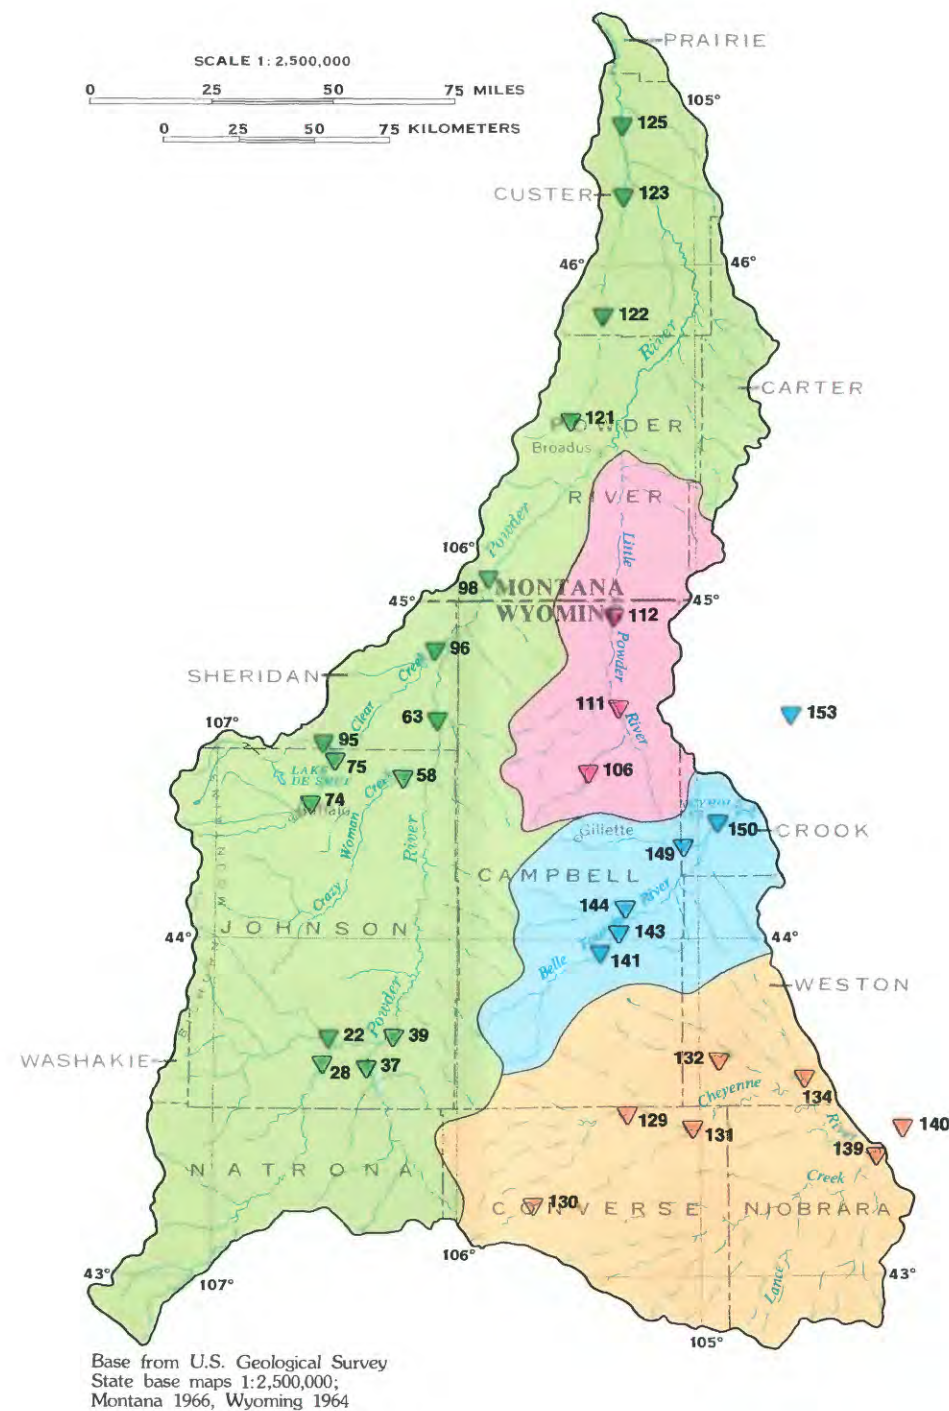 PRAIRIE
SCALE 1:2,500,000
0 50 75 MILES
0 25 50 75 KILOMETERS
105°
125
CUSTER
123
46°
46°
122
River
CARTER
121
POWDER
Broadus
RIVER
Powder
Little
106°
98
MONTANA
45°
45°
WYOMING
112
Powder
96
Creek
SHERIDAN
Clear
63
111
River
153
107°
95
75
LAKE
DE SMET
58
106
Creek
74
Buffalo
Woman
River
Gillette
150
CROOK
149
CAMPBELL
Crazy
144
River
JOHNSON
143
44°
44°
141
Belle
WESTON
Powder
22
39
WASHAKIE
28
37
132
Cheyenne
134
129
131
River
140
139
NATRONA
Creek
130
CONVERSE
NIOBRARA
106°
43°
107°
43°
Lance
105°
Base from U.S. Geological Survey
State base maps 1:2,500,000;
Montana 1966, Wyoming 1964